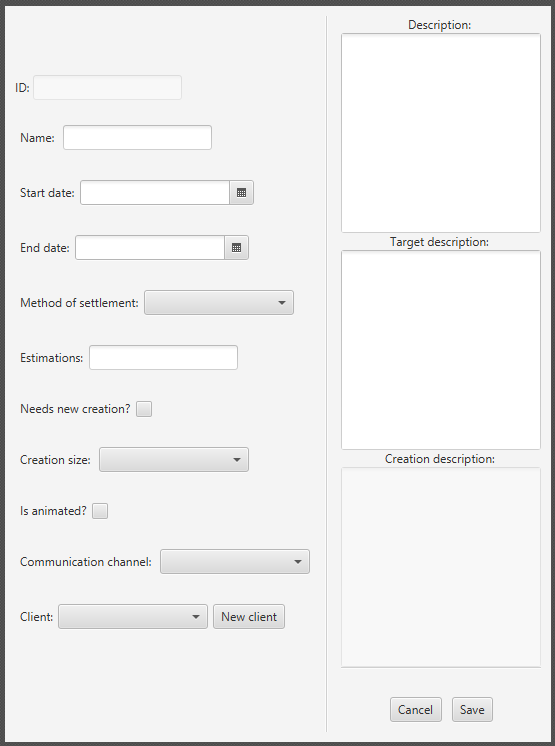 ID:
Name:
Start date:
End date:
Method of settlement:
Estimations:
Needs new creation?
Creation size:
Is animated?
Communication channel:
Client:
New client
Description:
Target description:
Creation description:
Cancel
Save